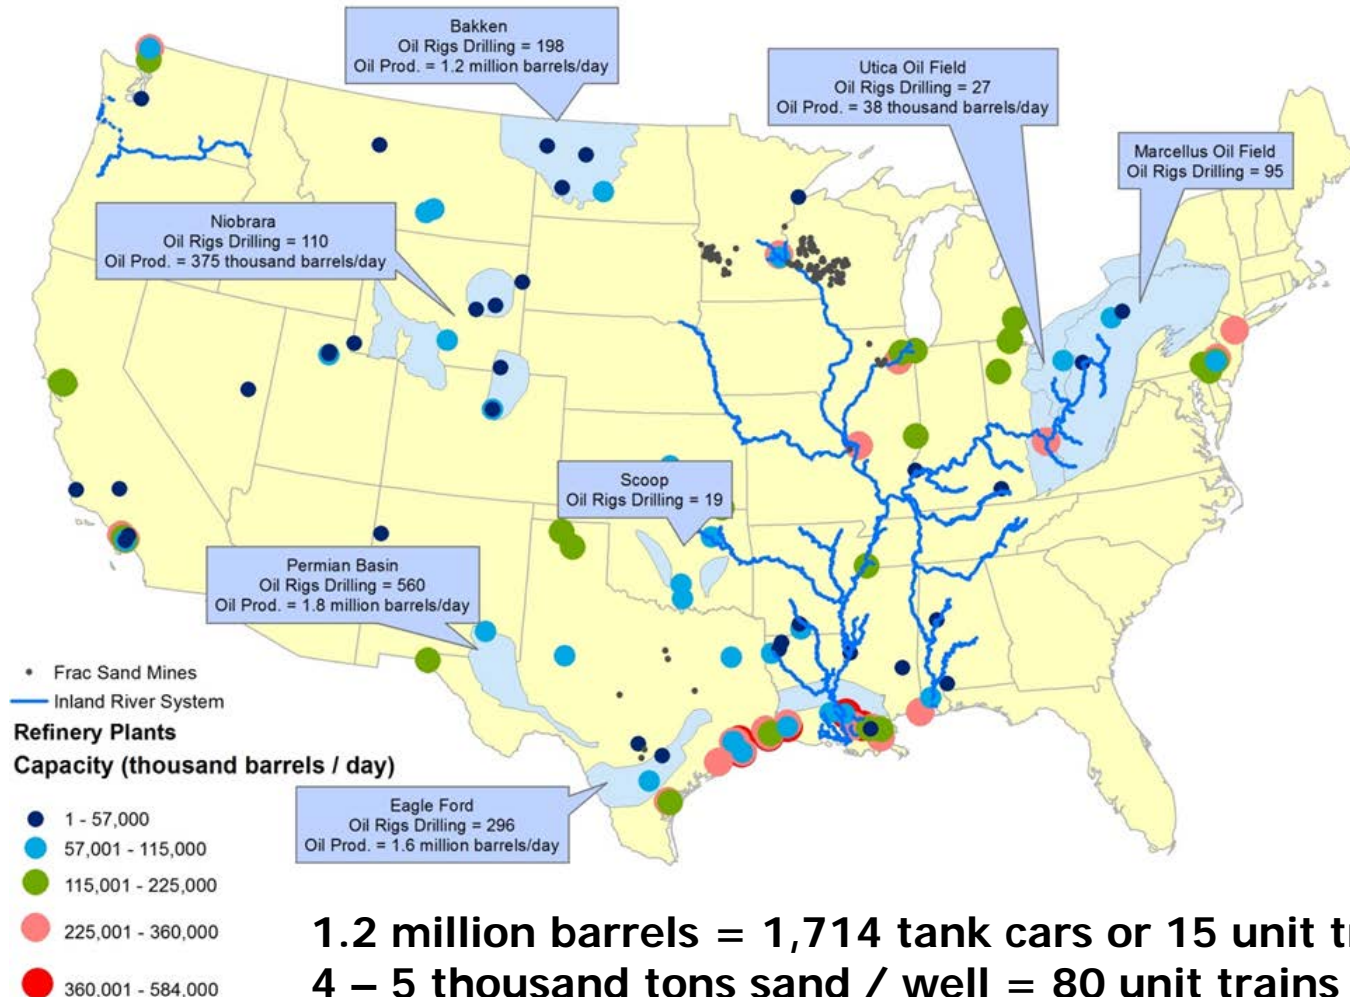 Bakken
Oil Rigs Drilling = 198
Oil Prod. = 1.2 million barrels/day
Utica Oil Field
Oil Rigs Drilling = 27
Oil Prod. = 38 thousand barrels/day
Marcellus Oil Field
Oil Rigs Drilling = 95
Niobrara
Oil Rigs Drilling = 110
Oil Prod. = 375 thousand barrels/day
Scoop
Oil Rigs Drilling = 19
Permian Basin
Oil Rigs Drilling = 560
Oil Prod. = 1.8 million barrels/day
Eagle Ford
Oil Rigs Drilling = 296
Oil Prod. = 1.6 million barrels/day
Frac Sand Mines
Inland River System
Refinery Plants
Capacity (thousand barrels / day)
1 - 57,000
57,001 - 115,000
115,001 - 225,000
225,001 - 360,000
360,001 - 584,000
1.2 million barrels = 1,714 tank cars or 15 unit
4 – 5 thousand tons sand / well = 80 unit trains